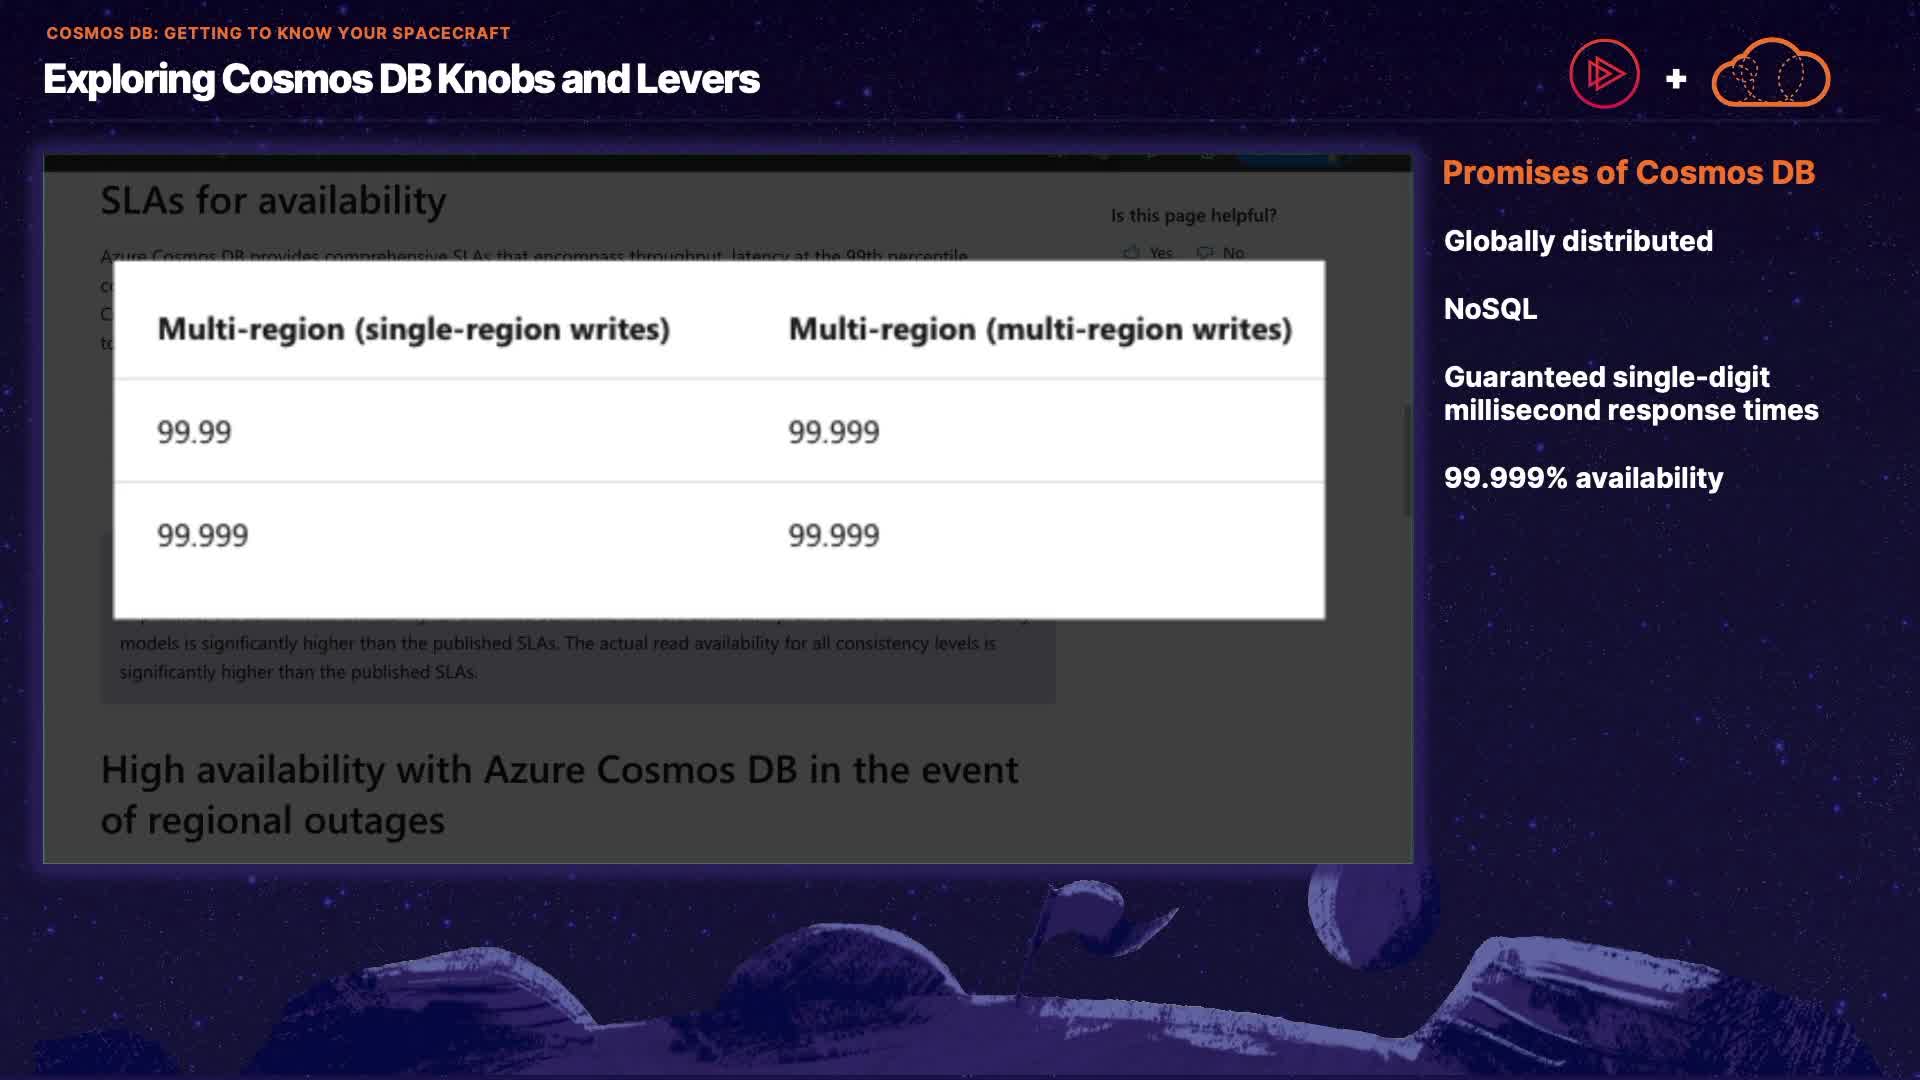 COSMOS DB: GETTING TO KNOW YOUR SPACECRAFT
Exploring Cosmos DB Knobs and Levers
+
SLAs for availability
Azure Cosmos DB provides comprehensive SLAs that encompass throughput, latency at the 99th percentile,
Is this page helpful?
Yes No
Multi-region (single-region writes) Multi-region (multi-region writes)
99.99 99.999
99.999 99.999
models is significantly higher than the published SLAs. The actual read availability for all consistency levels is
significantly higher than the published SLAs.
High availability with Azure Cosmos DB in the event
of regional outages
Promises of Cosmos DB
Globally distributed
NoSQL
Guaranteed single-digit
millisecond response times
99.999% availability